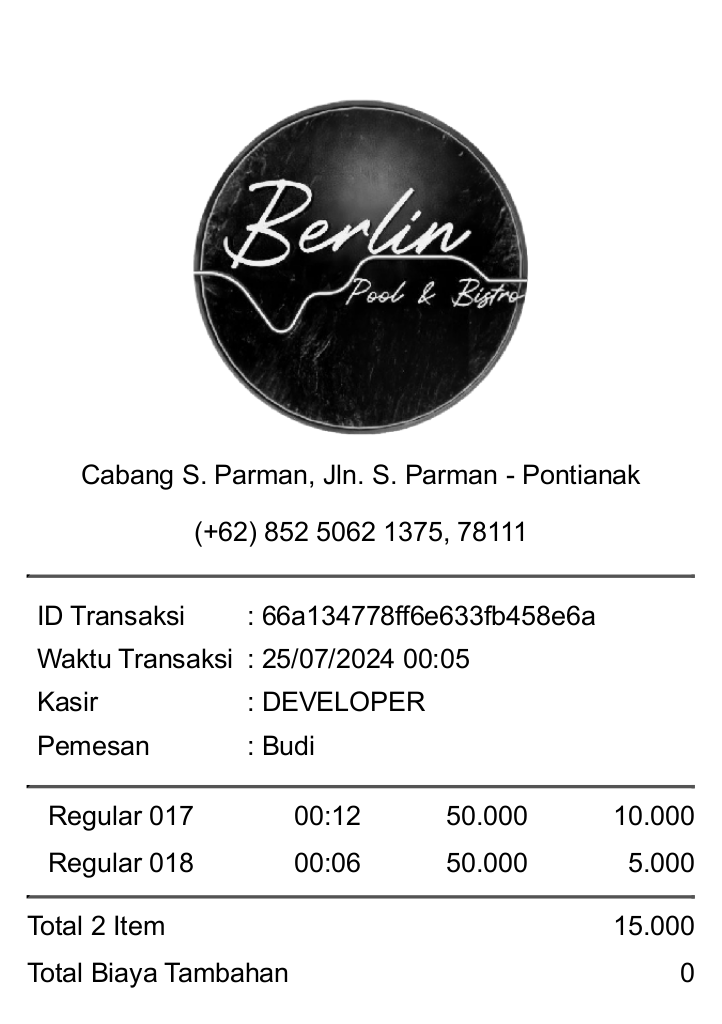 Berlin
Pool & Bistro
Cabang S. Parman, Jln. S. Parman - Pontianak
(+62) 852 5062 1375, 78111
ID Transaksi : 66a134778ff6e633fb458e6a
Waktu Transaksi : 25/07/2024 00:05
Kasir : DEVELOPER
Pemesan : Budi
Regular 017 00:12 50.000 10.000
Regular 018 00:06 50.000 5.000
Total 2 Item 15.000
Total Biaya Tambahan 0